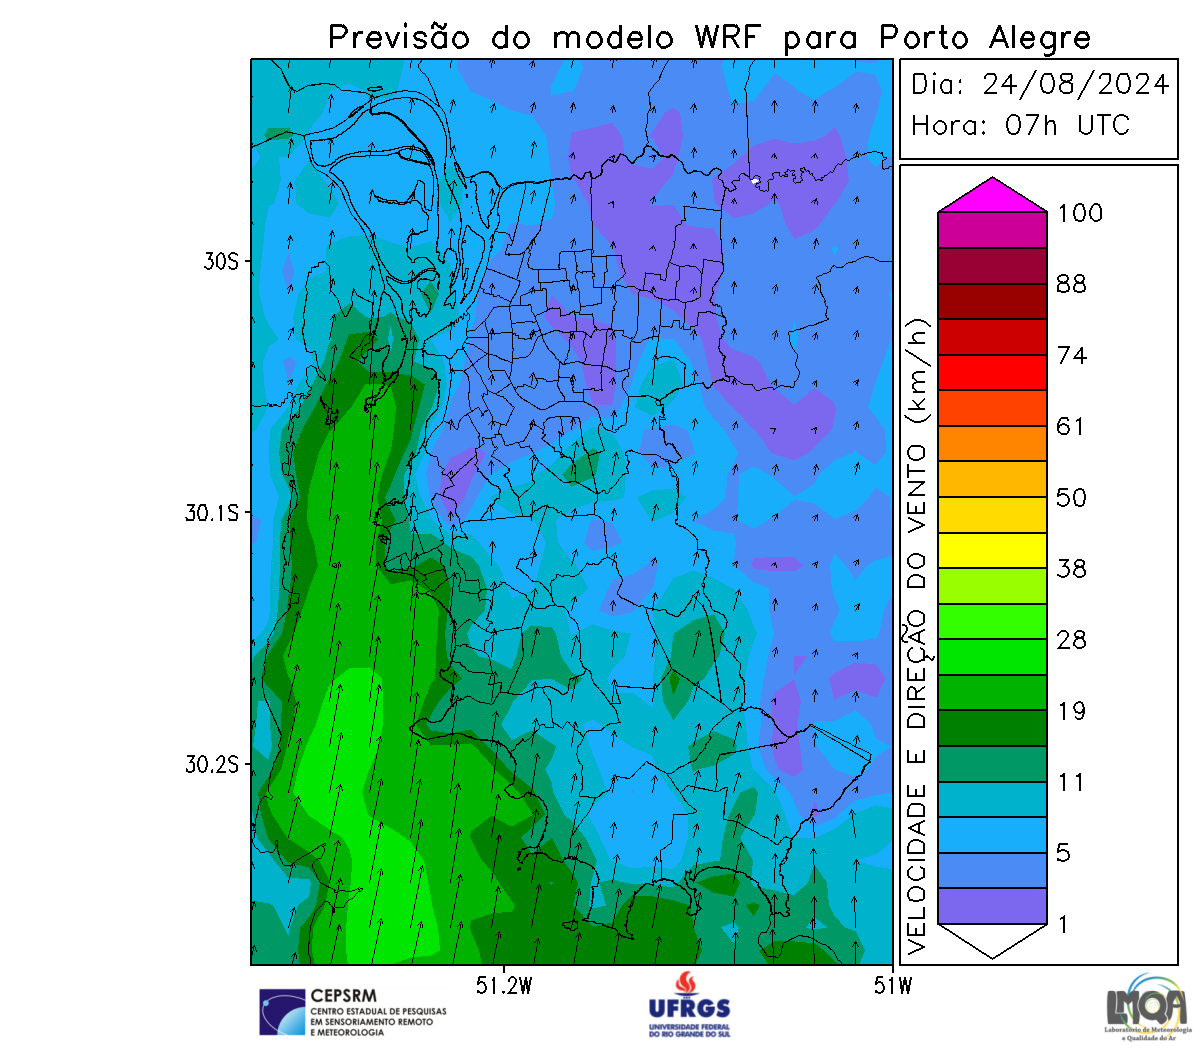 Previsão do modelo WRF para Porto Alegre
Dia: 24/08/2024
Hora: 07h UTC
30S
30.1S
30.2S
51.2W
51W
VELOCIDADE E DIREÇÃO DO VENTO (km/h)
100
88
74
61
50
38
28
19
11
5
1
CEPSRM
CENTRO ESTADUAL DE PESQUISAS
EM SENSORIAMENTO REMOTO
E METEOROLOGIA
UFRGS
UNIVERSIDADE FEDERAL
DO RIO GRANDE DO SUL
LMQA
Laboratório de Meteorologia
e Qualidade do Ar